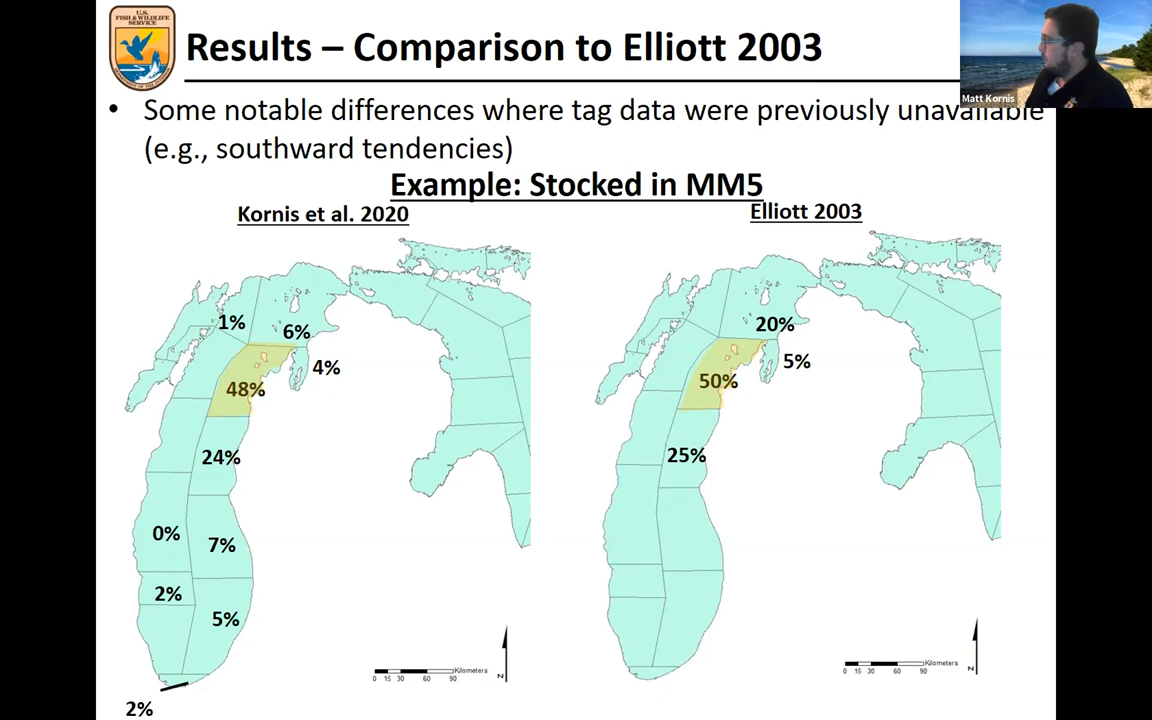 U.S.
FISH & WILDLIFE
SERVICE
Results – Comparison to Elliott 2003
Matt Kornis
• Some notable differences where tag data were previously unavailable
(e.g., southward tendencies)
Example: Stocked in MM5
Kornis et al. 2020
Elliott 2003
1%
6%
4%
48%
24%
0%
7%
2%
5%
2%
Kilometers
0 15 30 60 90
N
20%
5%
50%
25%
Kilometers
0 15 30 60 90
N